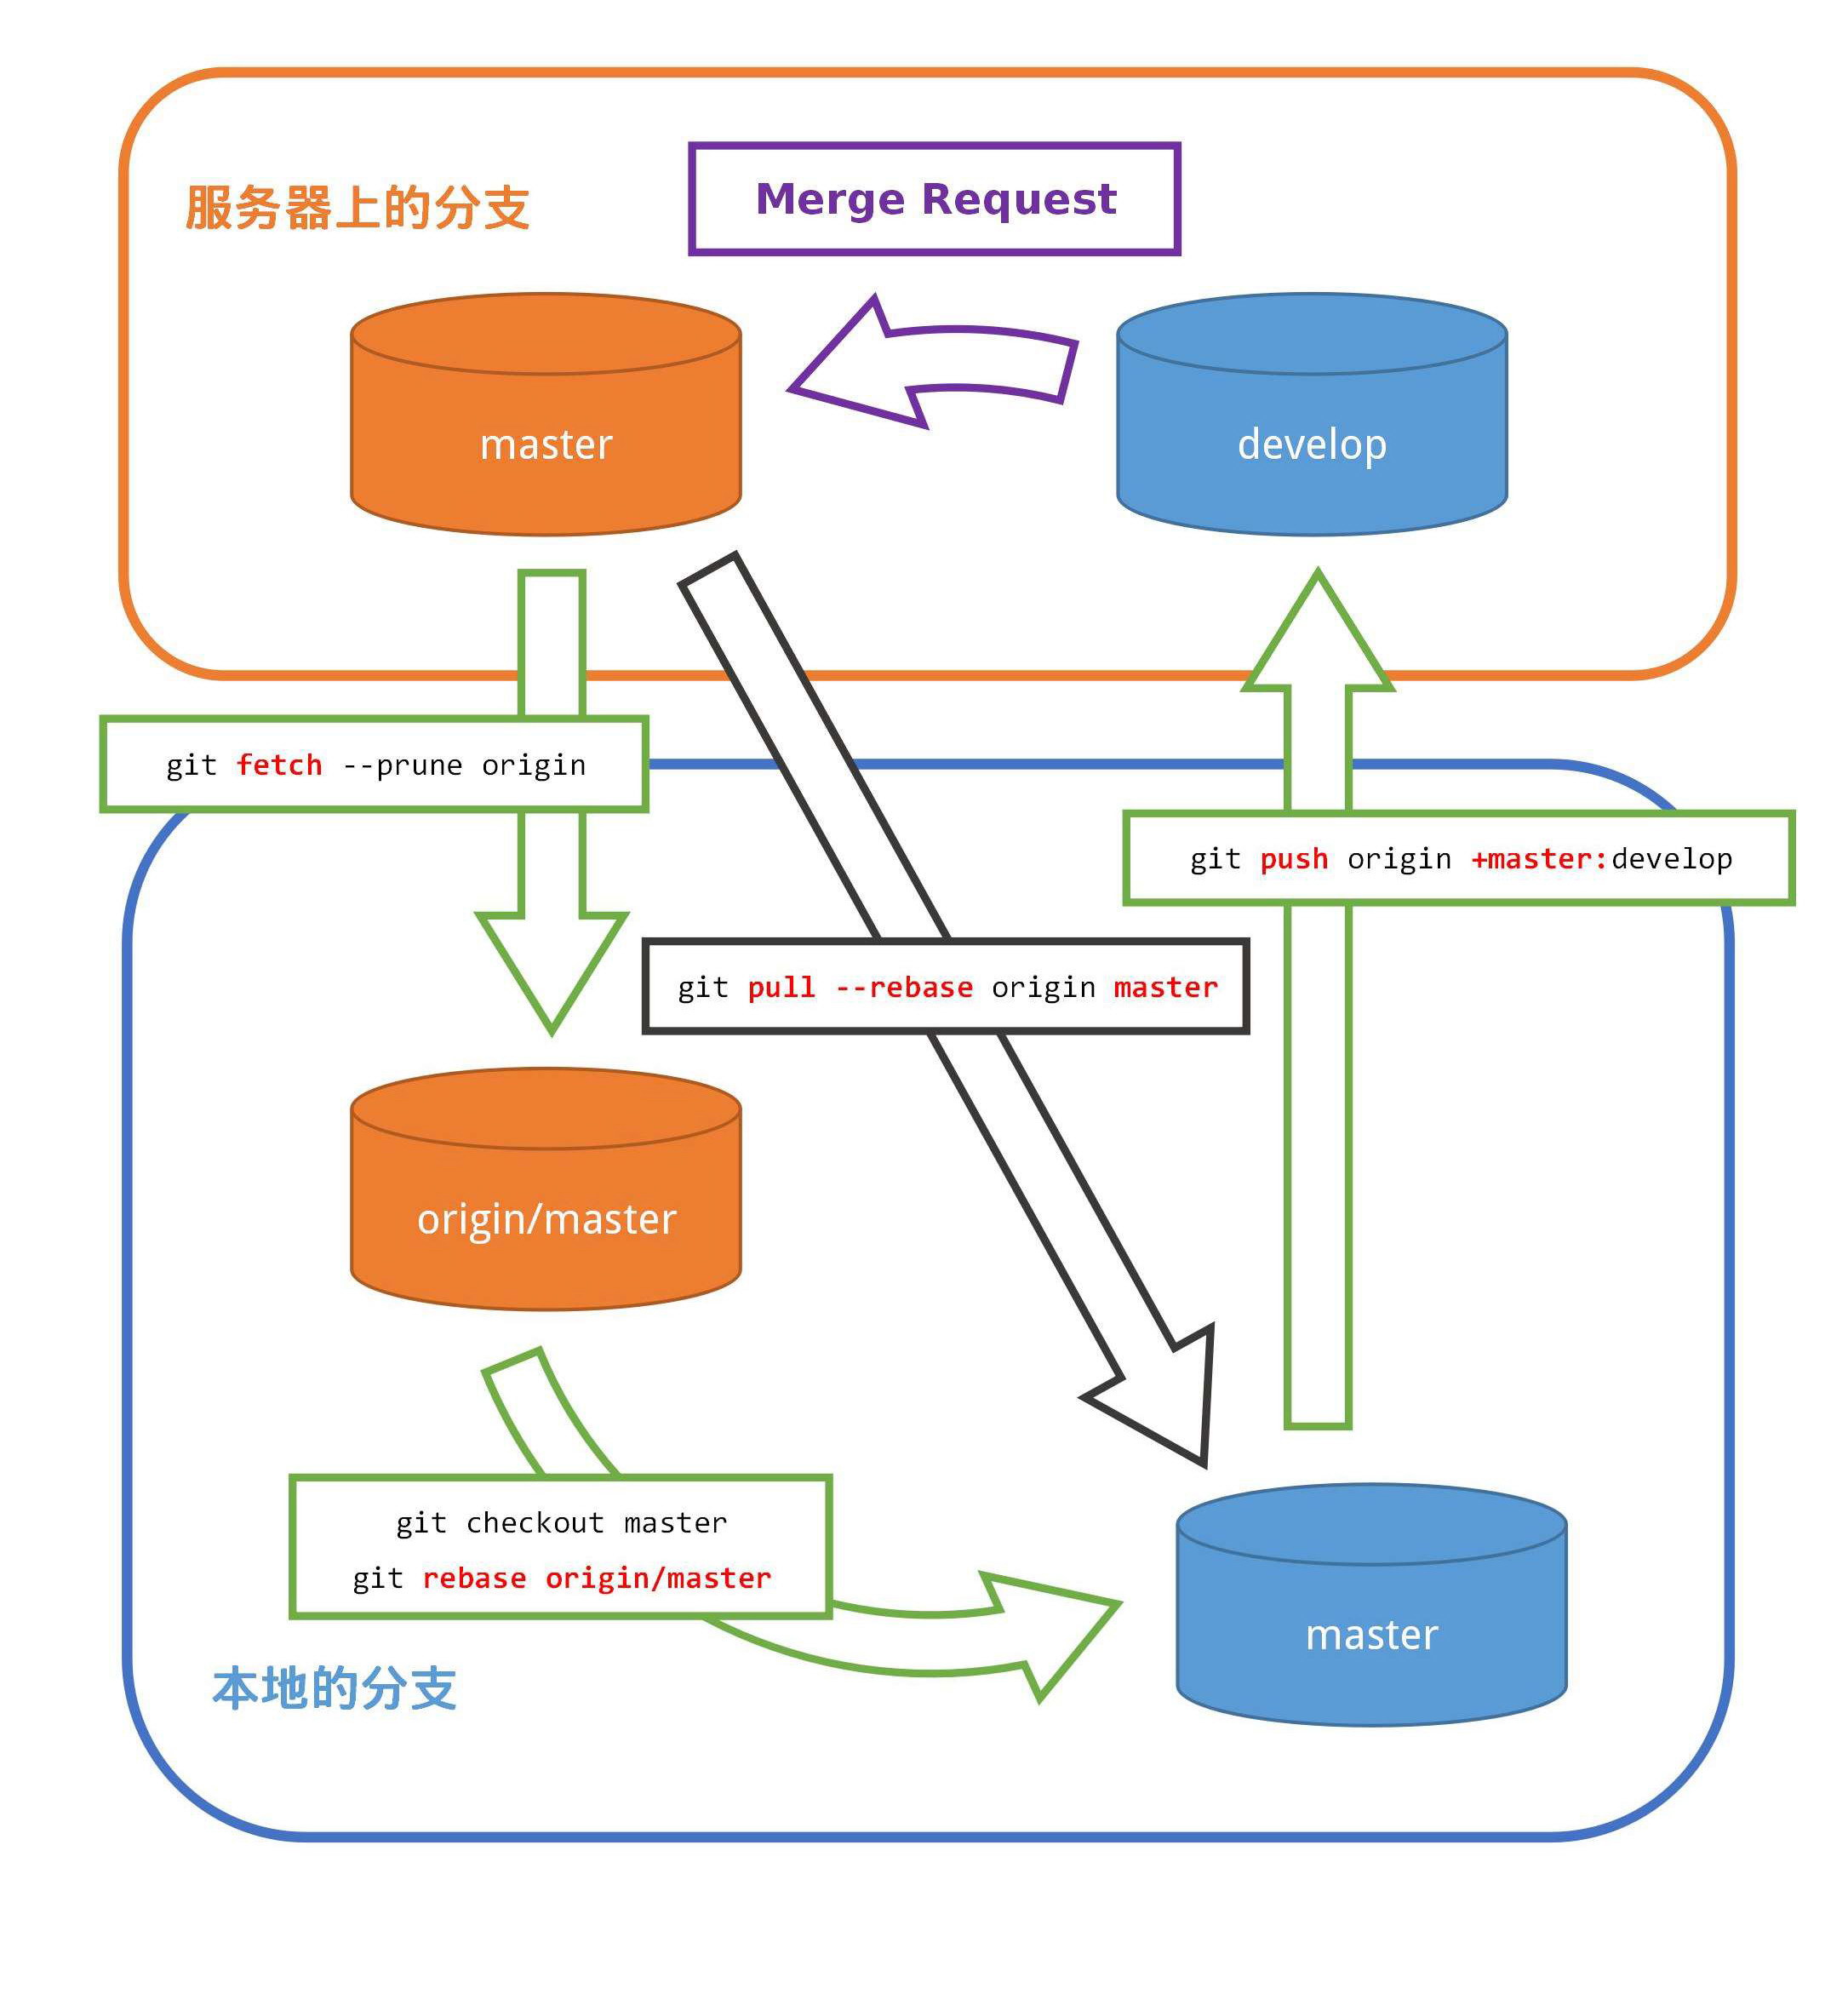 服务器上的分支
Merge Request
master
develop
git fetch --prune origin
git push origin +master:develop
git pull --rebase origin master
origin/master
git checkout master
git rebase origin/master
master
本地的分支